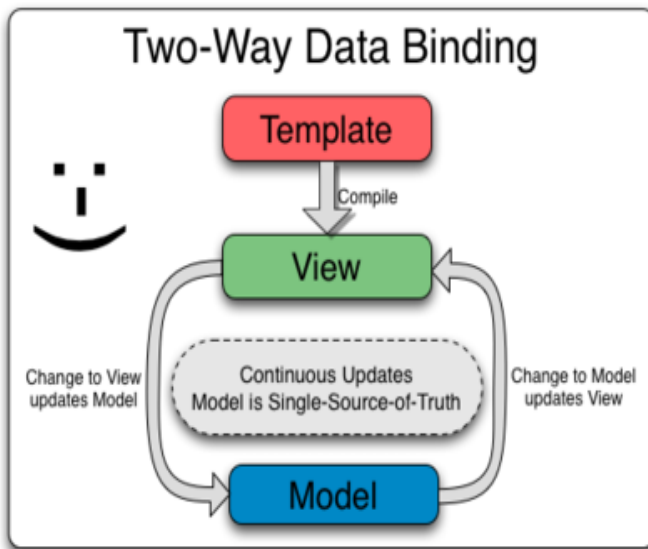 Two-Way Data Binding
Template
Compile
View
Change to View
updates Model
Continuous Updates
Model is Single-Source-of-Truth
Change to Model
updates View
Model